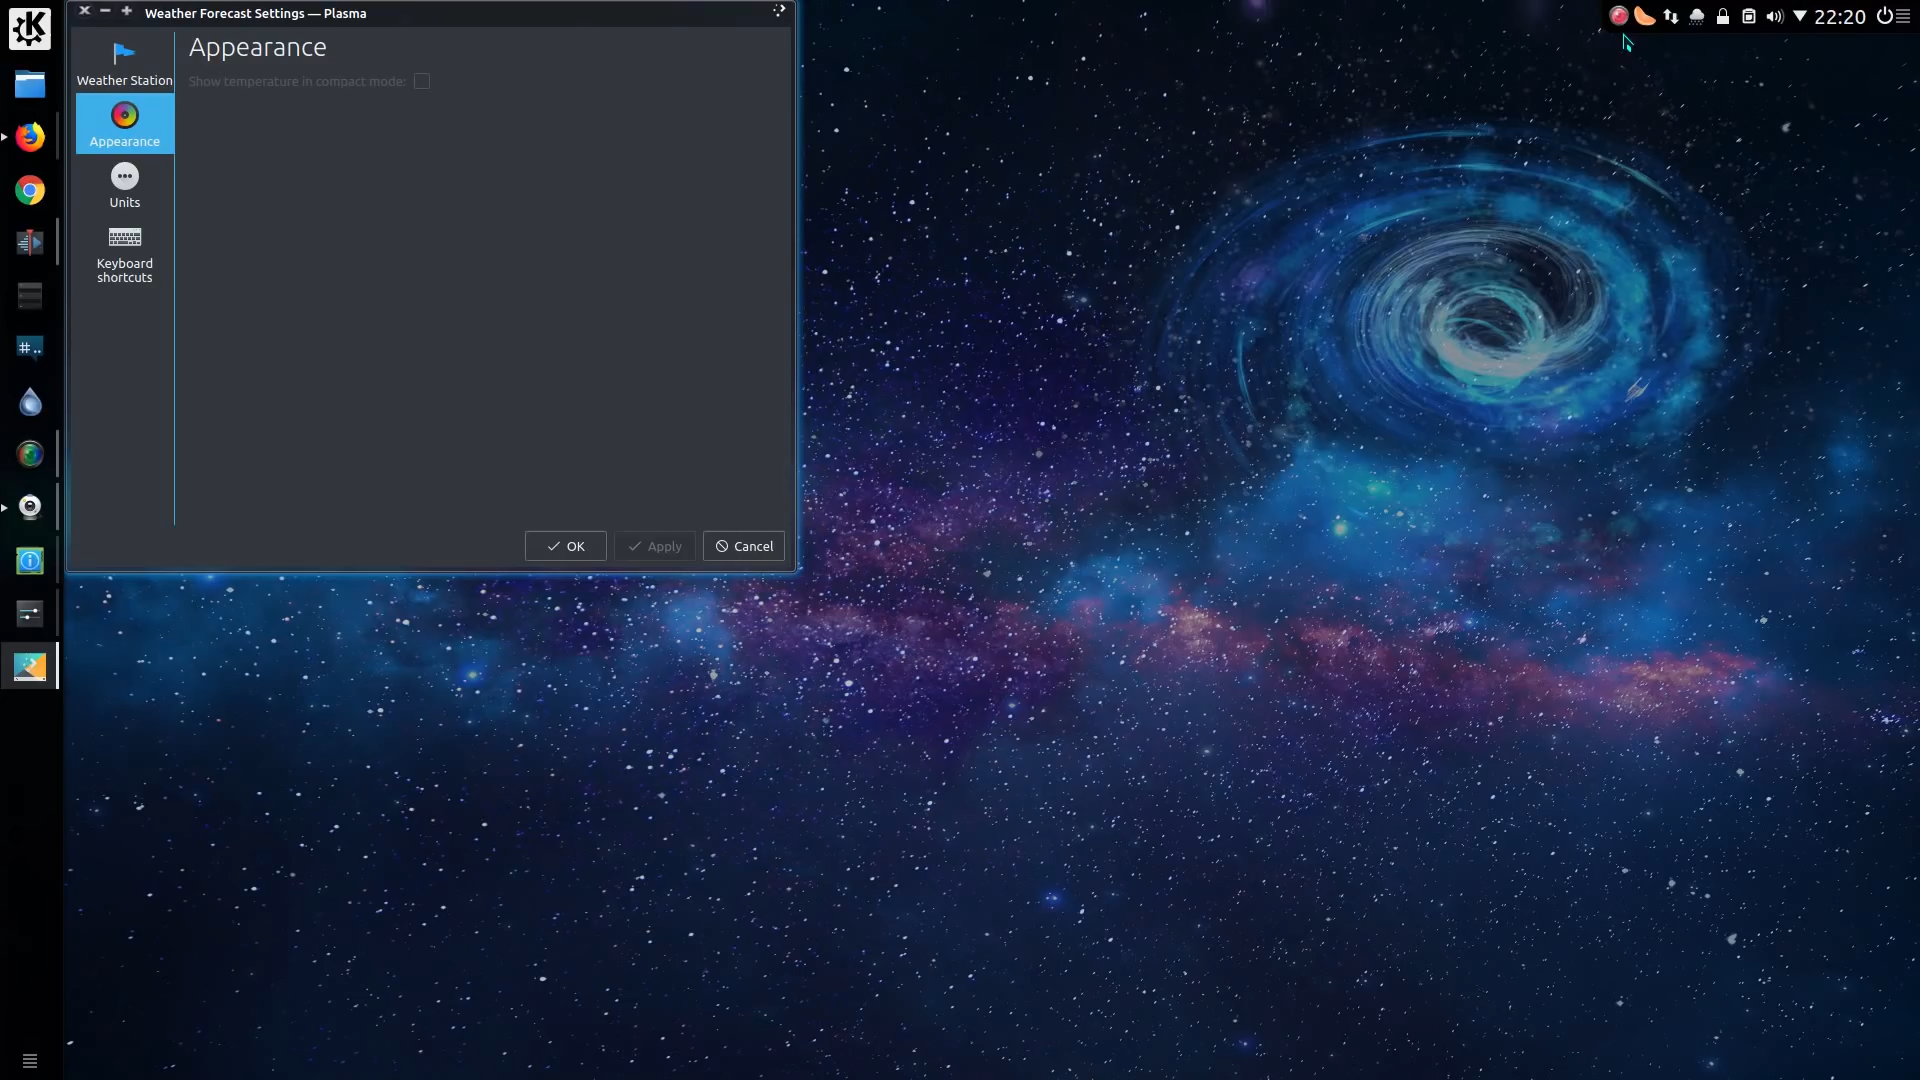 Weather Forecast Settings — Plasma
22:20
Weather Station
Appearance
Units
Keyboard
shortcuts
Appearance
Show temperature in compact mode:
OK
Apply
Cancel